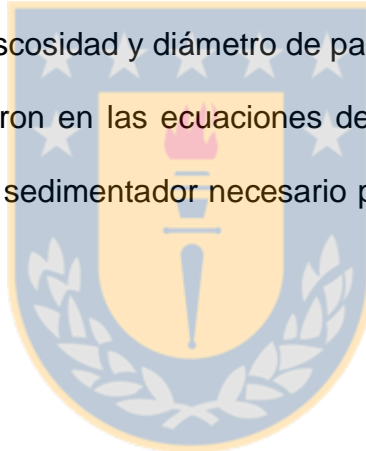 scosidad y diámetro de pa
ron en las ecuaciones de
sedimentador necesario p